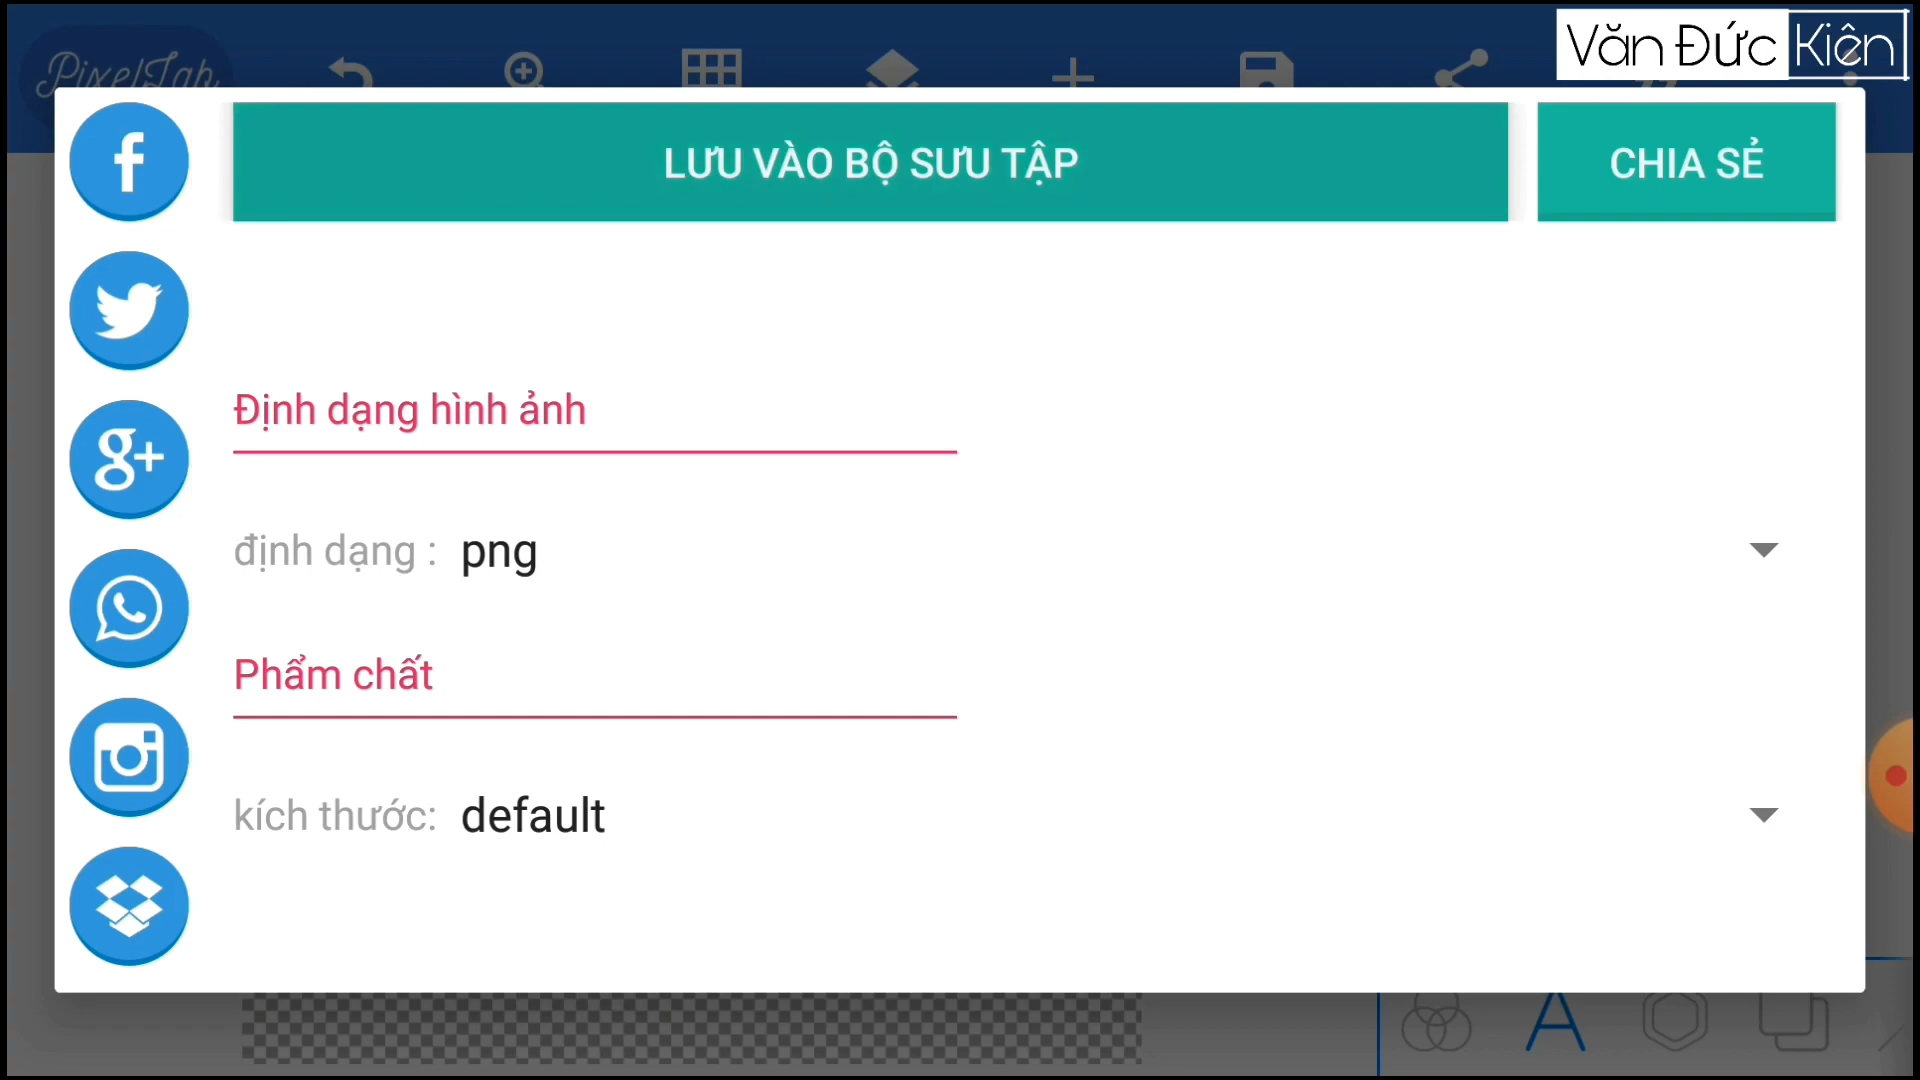 PixelLab
Văn Đức Kiên
LƯU VÀO BỘ SƯU TẬP
CHIA SẺ
Định dạng hình ảnh
định dạng : png
Phẩm chất
kích thước: default